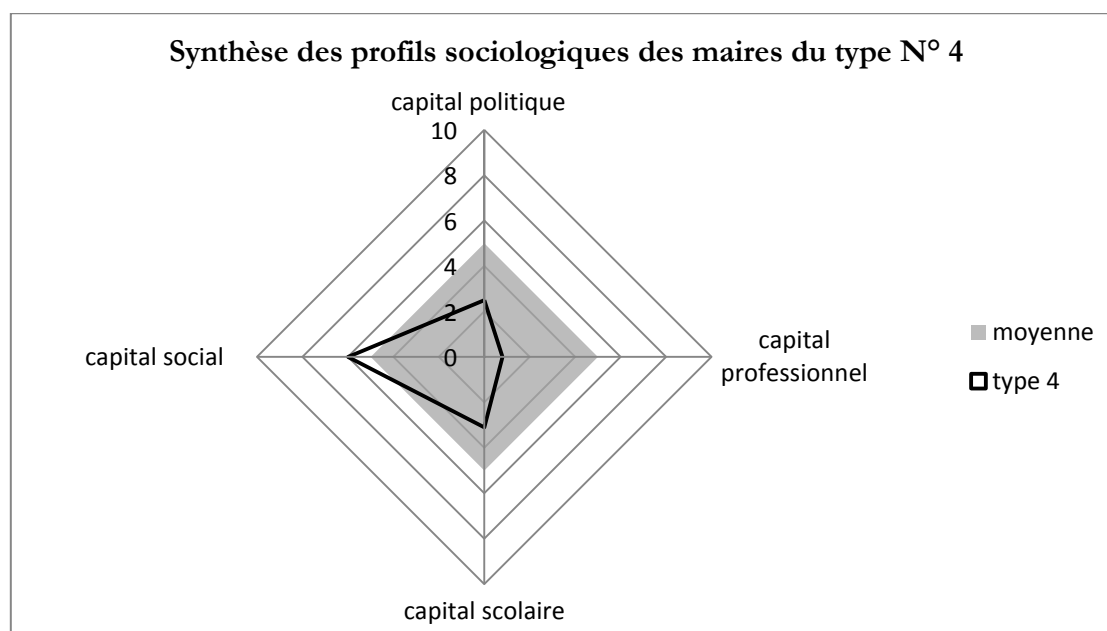 Synthèse des profils sociologiques des maires du type N° 4
capital politique
10
8
6
4
2
0
capital social
capital
professionnel
capital scolaire
moyenne
type 4